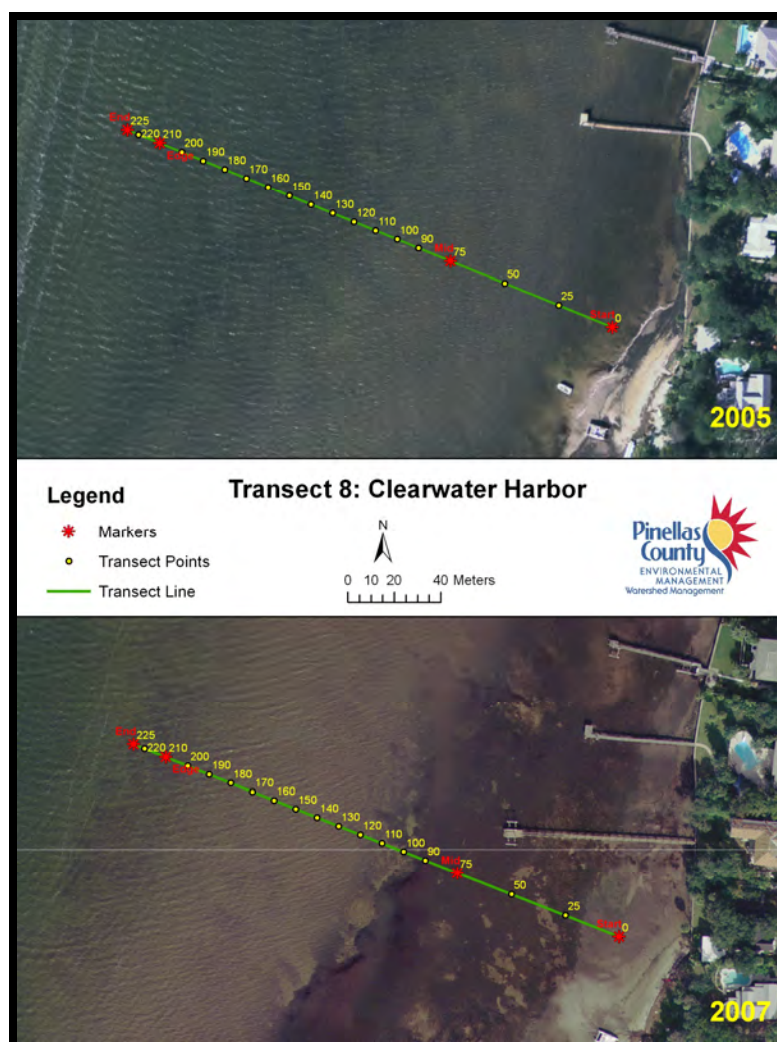 End
225
220 210
Edge
200
190
180
170
160
150
140
130
120
110
100
90
Mid
75
50
25
Start
0
2005
Legend
Transect 8: Clearwater Harbor
Markers
Transect Points
Transect Line
N
0 10 20 40 Meters
Pinellas
County
ENVIRONMENTAL
MANAGEMENT
Watershed Management
End
225
220 210
Edge
200
190
180
170
160
150
140
130
120
110
100
90
Mid
75
50
25
Start
0
2007